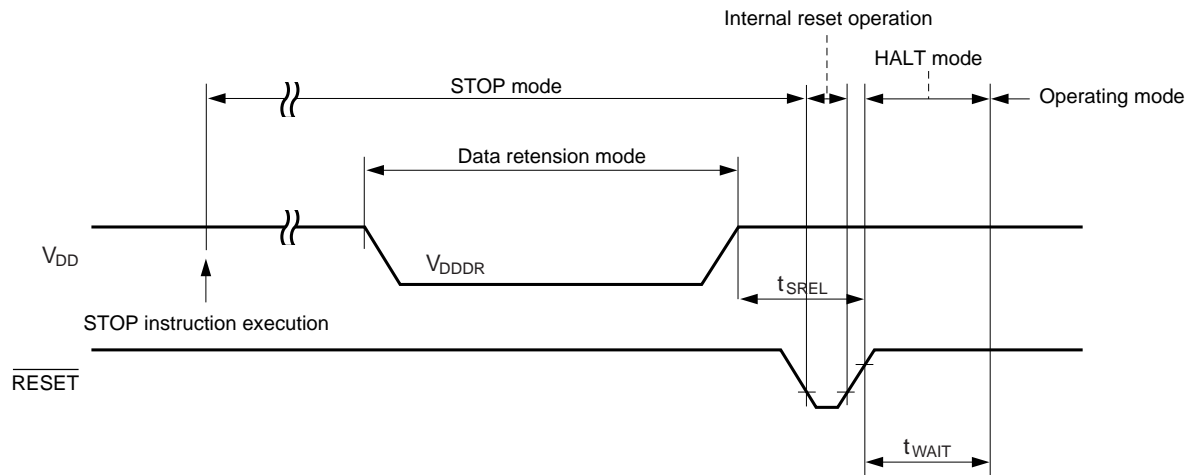 Internal reset operation
HALT mode
STOP mode
Operating mode
Data retension mode
VDD
VDDDR
tSREL
STOP instruction execution
RESET
tWAIT